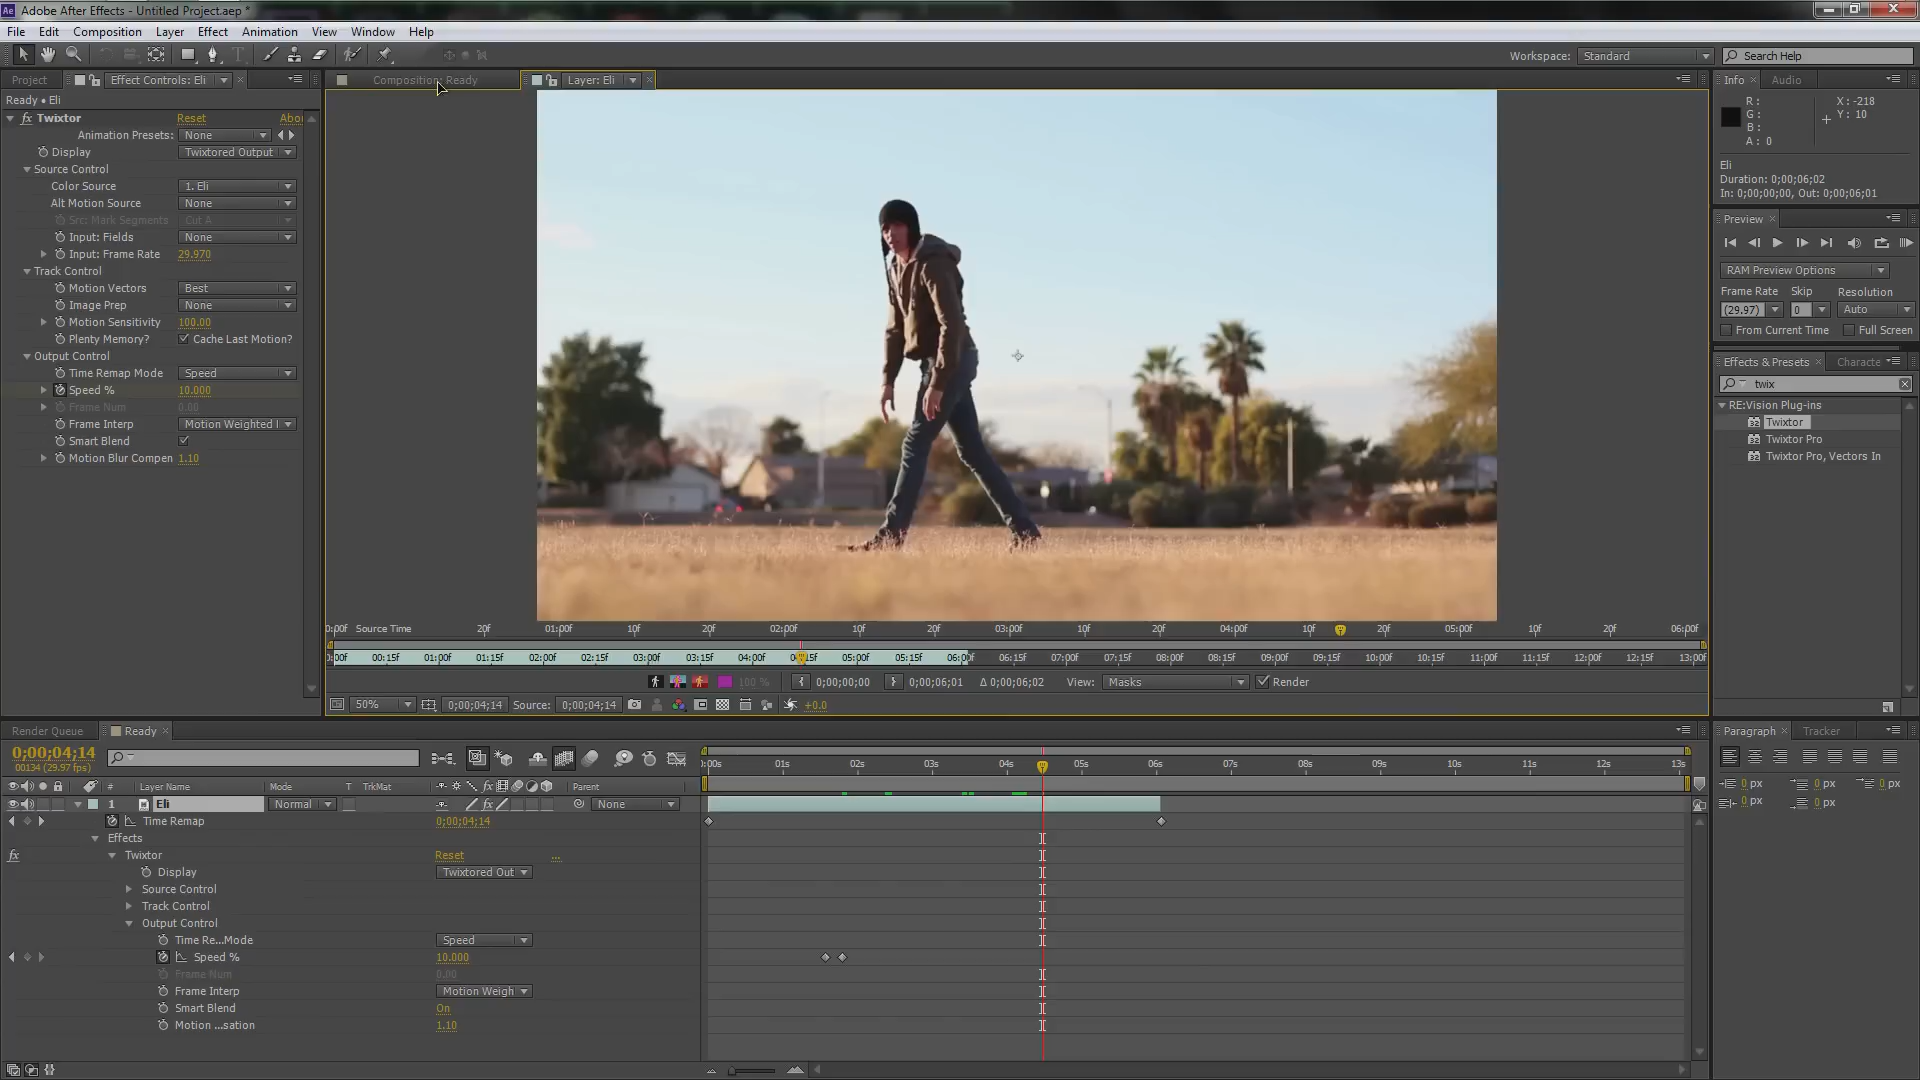 Ae Adobe After Effects - Untitled Project.aep *
File Edit Composition Layer Effect Animation View Window Help
Workspace: Standard Search Help
Project Effect Controls: Eli Composition: Ready Layer: Eli Info Audio
Ready • Eli
fx Twixtor Reset Abou
Animation Presets: None
Display Twixtored Output
Source Control
Color Source 1. Eli
Alt Motion Source None
Src: Mark Segments Cut A
Input: Fields None
Input: Frame Rate 29.970
Track Control
Motion Vectors Best
Image Prep None
Motion Sensitivity 100.00
Plenty Memory? Cache Last Motion?
Output Control
Time Remap Mode Speed
Speed % 10.000
Frame Num 0.00
Frame Interp Motion Weighted
Smart Blend
Motion Blur Compen 1.10
R:
G:
B:
A: 0
X: -218
Y: 10
Eli
Duration: 0;00;06;02
In: 0;00;00;00, Out: 0;00;06;01
Preview
RAM Preview Options
Frame Rate Skip Resolution
(29.97) 0 Auto
From Current Time Full Screen
Effects & Presets Characte
twix
RE:Vision Plug-ins
32 Twixtor
32 Twixtor Pro
32 Twixtor Pro, Vectors In
0:00f Source Time 20f 01:00f 10f 20f 02:00f 10f 20f 03:00f 10f 20f 04:00f 10f 20f 05:00f 10f 20f 06:00f
0:00f 00:15f 01:00f 01:15f 02:00f 02:15f 03:00f 03:15f 04:00f 04:15f 05:00f 05:15f 06:00f 06:15f 07:00f 07:15f 08:00f 08:15f 09:00f 09:15f 10:00f 10:15f 11:00f 11:15f 12:00f 12:15f 13:00f
100 % 0;00;00;00 0;00;06;01 Δ 0;00;06;02 View: Masks Render
50% 0;00;04;14 Source: 0;00;04;14 +0.0
Render Queue Ready Paragraph Tracker
0;00;04;14
00134 (29.97 fps)
:00s 01s 02s 03s 04s 05s 06s 07s 08s 09s 10s 11s 12s 13s
# Layer Name Mode T TrkMat fx Parent
1 Eli Normal fx None
Time Remap 0;00;04;14
Effects
fx Twixtor Reset ...
Display Twixtored Out
Source Control
Track Control
Output Control
Time Re...Mode Speed
Speed % 10.000
Frame Num 0.00
Frame Interp Motion Weigh
Smart Blend On
Motion ...sation 1.10
0 px 0 px 0 px
0 px 0 px